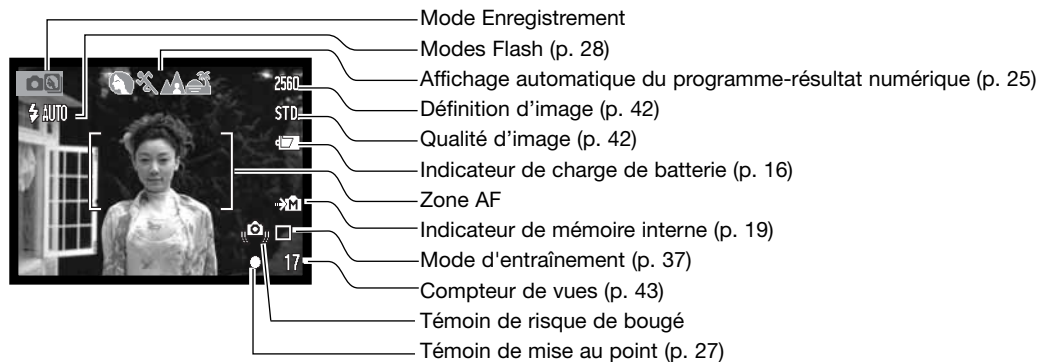 Mode Enregistrement
Modes Flash (p. 28)
Affichage automatique du programme-résultat numérique (p. 25)
Définition d’image (p. 42)
Qualité d’image (p. 42)
Indicateur de charge de batterie (p. 16)
Zone AF
Indicateur de mémoire interne (p. 19)
Mode d'entraînement (p. 37)
Compteur de vues (p. 43)
Témoin de risque de bougé
Témoin de mise au point (p. 27)
2560
AUTO
STD
M
17